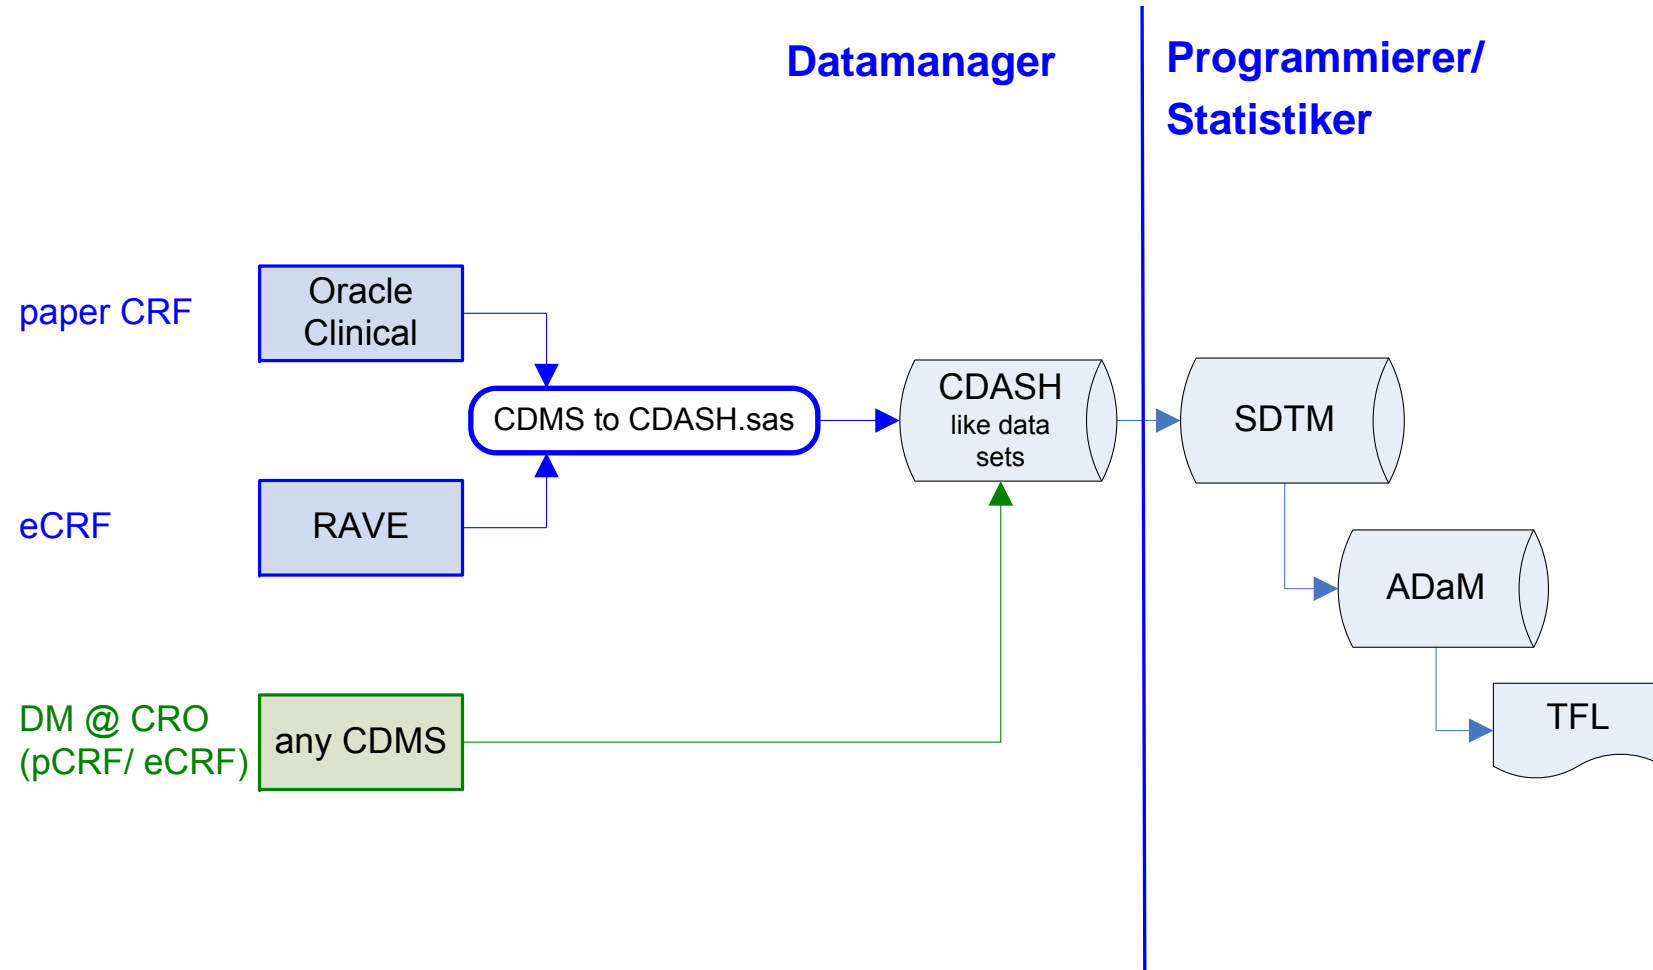 Datamanager
Programmierer/
Statistiker
paper CRF
Oracle
Clinical
CDMS to CDASH.sas
CDASH
like data
sets
SDTM
eCRF
RAVE
ADaM
DM @ CRO
(pCRF/ eCRF)
any CDMS
TFL